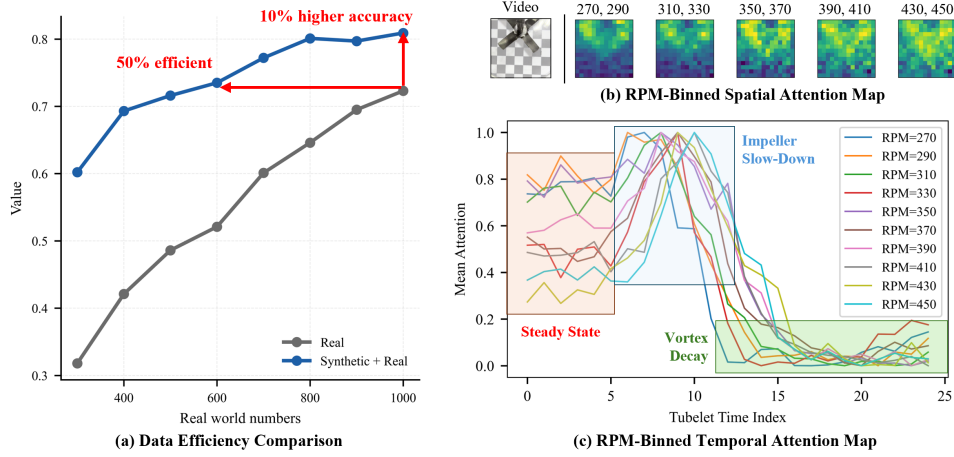 10% higher accuracy
50% efficient
0.8
0.7
0.6
0.5
0.4
0.3
Value
400
600
800
1000
Real world numbers
Real
Synthetic + Real
(a) Data Efficiency Comparison
Video
270, 290
310, 330
350, 370
390, 410
430, 450
(b) RPM-Binned Spatial Attention Map
1.0
0.8
0.6
0.4
0.2
0.0
Mean Attention
Impeller
Slow-Down
Steady State
Vortex
Decay
RPM=270
RPM=290
RPM=310
RPM=330
RPM=350
RPM=370
RPM=390
RPM=410
RPM=430
RPM=450
0
5
10
15
20
25
Tubelet Time Index
(c) RPM-Binned Temporal Attention Map